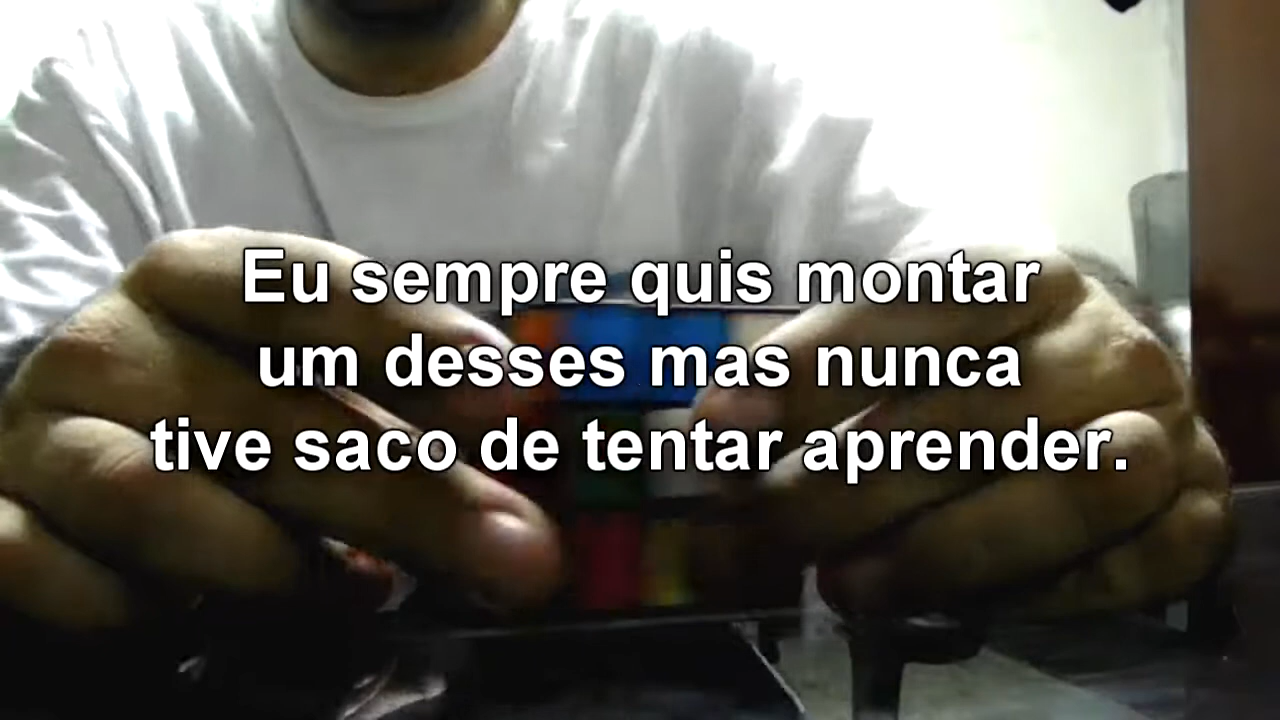 Eu sempre quis montar
um desses mas nunca
tive saco de tentar aprender.